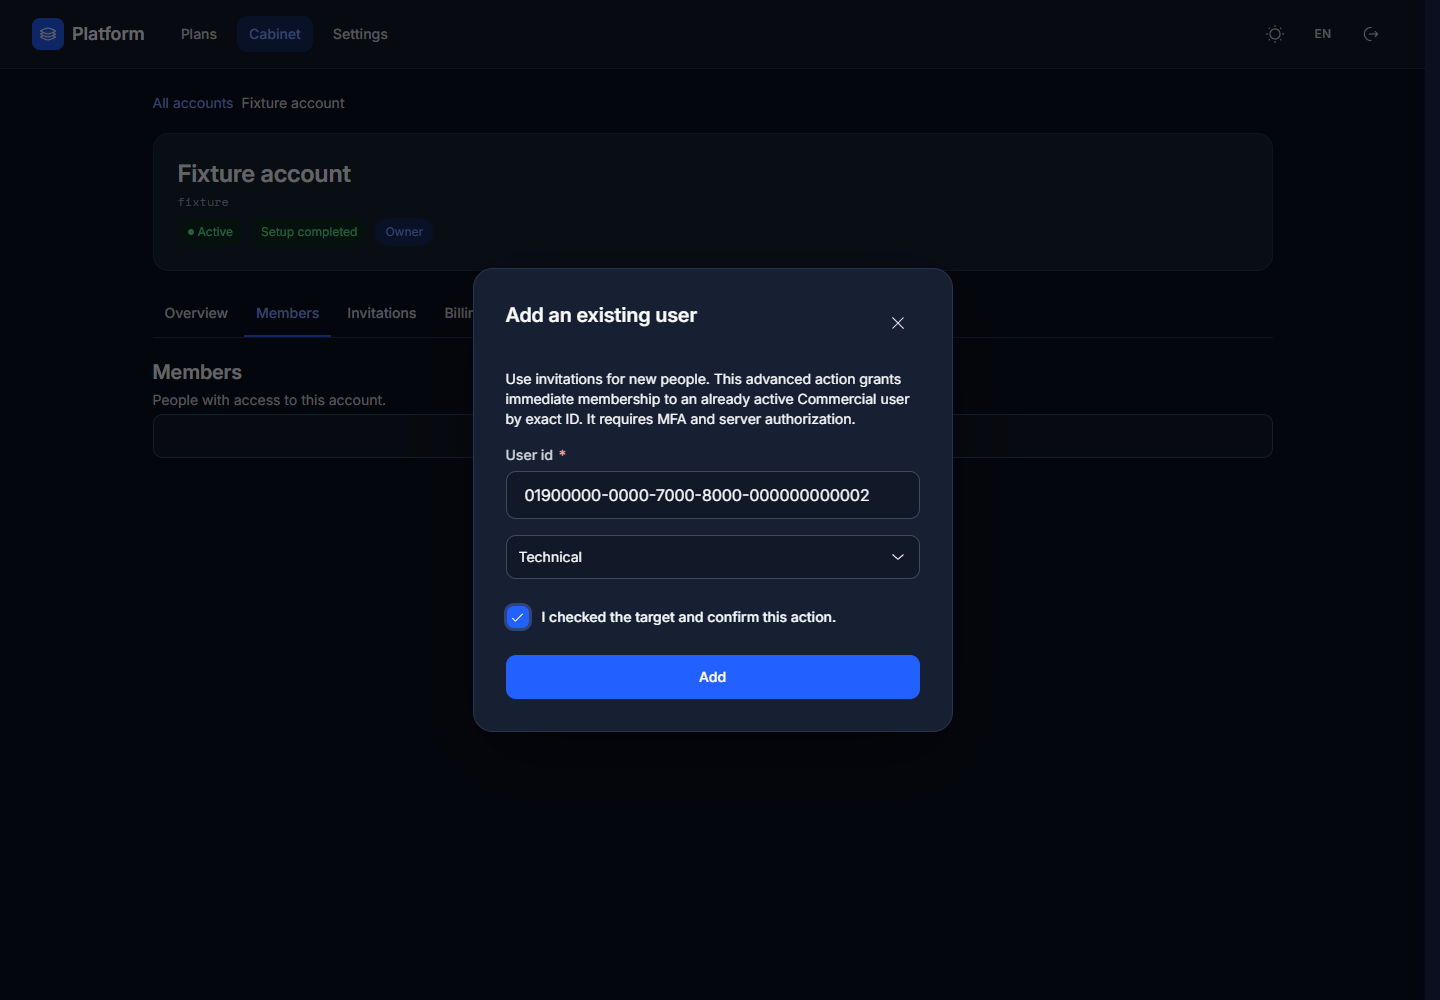 Platform
Plans
Cabinet
Settings
EN
All accounts Fixture account
Fixture account
fixture
Active
Setup completed
Owner
Overview
Members
Invitations
Members
People with access to this account.
Add an existing user
Use invitations for new people. This advanced action grants
immediate membership to an already active Commercial user
by exact ID. It requires MFA and server authorization.
User id *
01900000-0000-7000-8000-000000000002
Technical
I checked the target and confirm this action.
Add